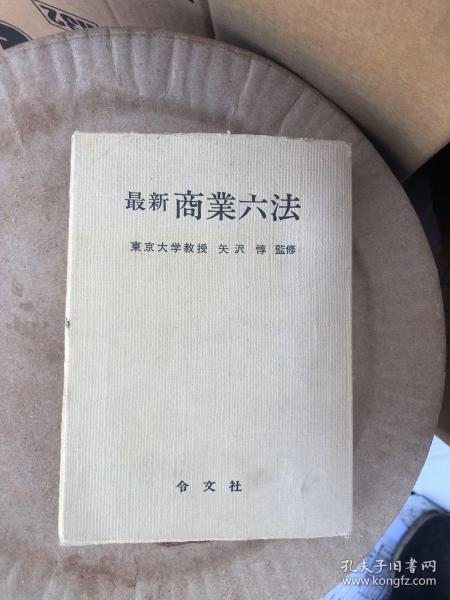 最新 商業六法
東京大学教授 矢沢 惇 監修
令文社
孔夫子旧书网
www.kongfz.com